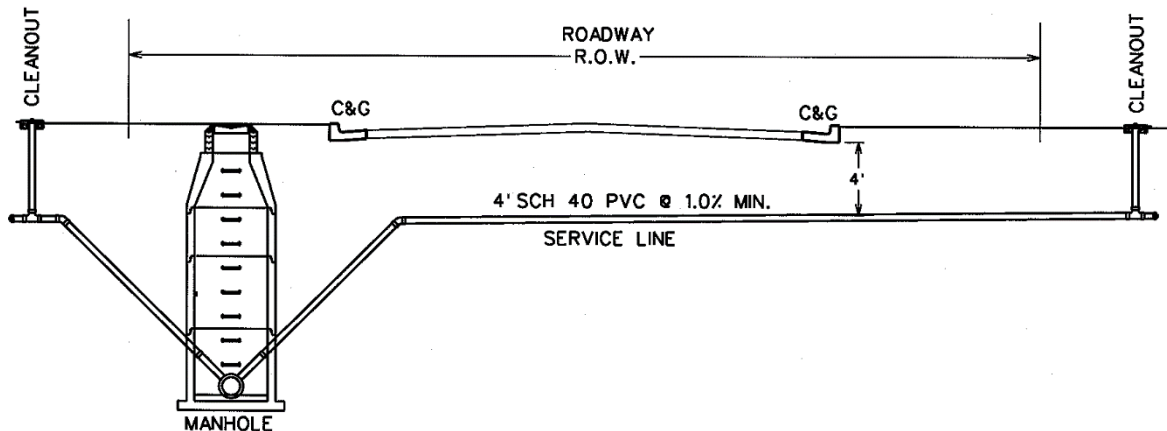 ROADWAY
R.O.W.
CLEANOUT
CLEANOUT
C&G
C&G
4'
4' SCH 40 PVC @ 1.0% MIN.
SERVICE LINE
MANHOLE